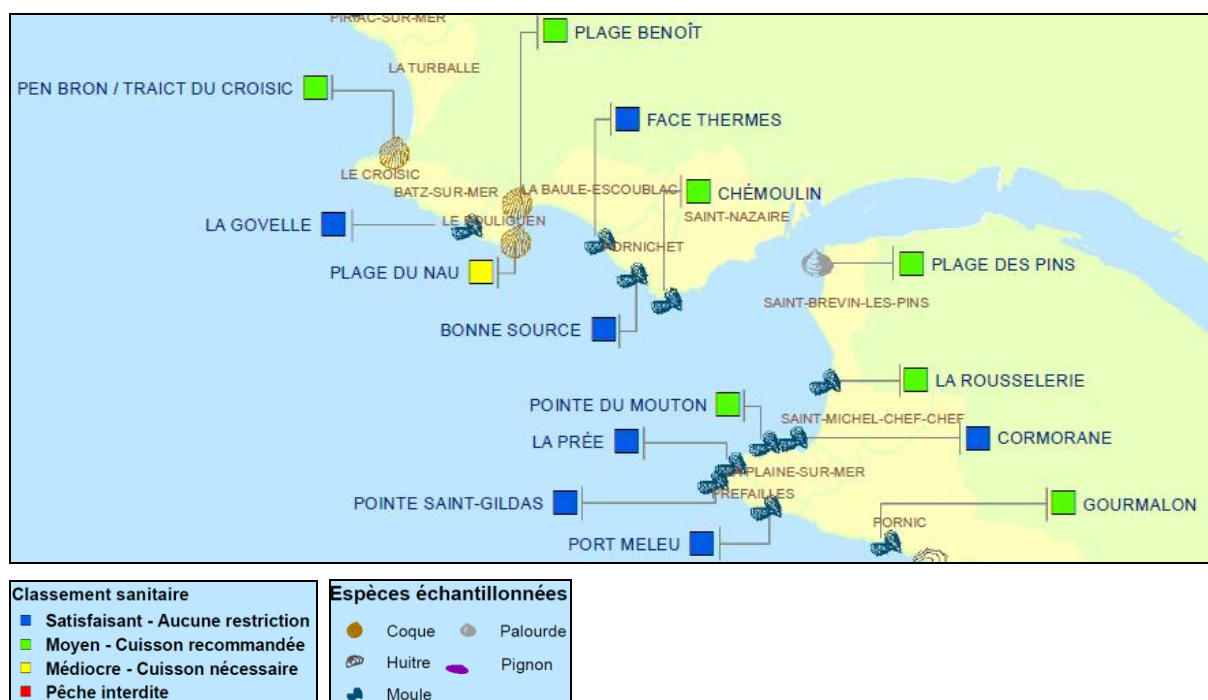 PIRIAC-SUR-MER
PLAGE BENOÎT
LA TURBALLE
PEN BRON / TRAICT DU CROISIC
FACE THERMES
LE CROISIC
BATZ-SUR-MER
LA BAULE-ESCOUBLAC
CHÉMOULIN
SAINT-NAZAIRE
LA GOVELLE
LE POULIGUEN
PORNICHET
PLAGE DU NAU
PLAGE DES PINS
SAINT-BREVIN-LES-PINS
BONNE SOURCE
LA ROUSSELERIE
POINTE DU MOUTON
SAINT-MICHEL-CHEF-CHEF
LA PRÉE
CORMORANE
LA PLAINE-SUR-MER
PREFAILLES
POINTE SAINT-GILDAS
GOURMALON
PORNIC
PORT MELEU
Classement sanitaire
Satisfaisant - Aucune restriction
Moyen - Cuisson recommandée
Médiocre - Cuisson nécessaire
Pêche interdite
Espèces échantillonnées
Coque
Palourde
Huitre
Pignon
Moule